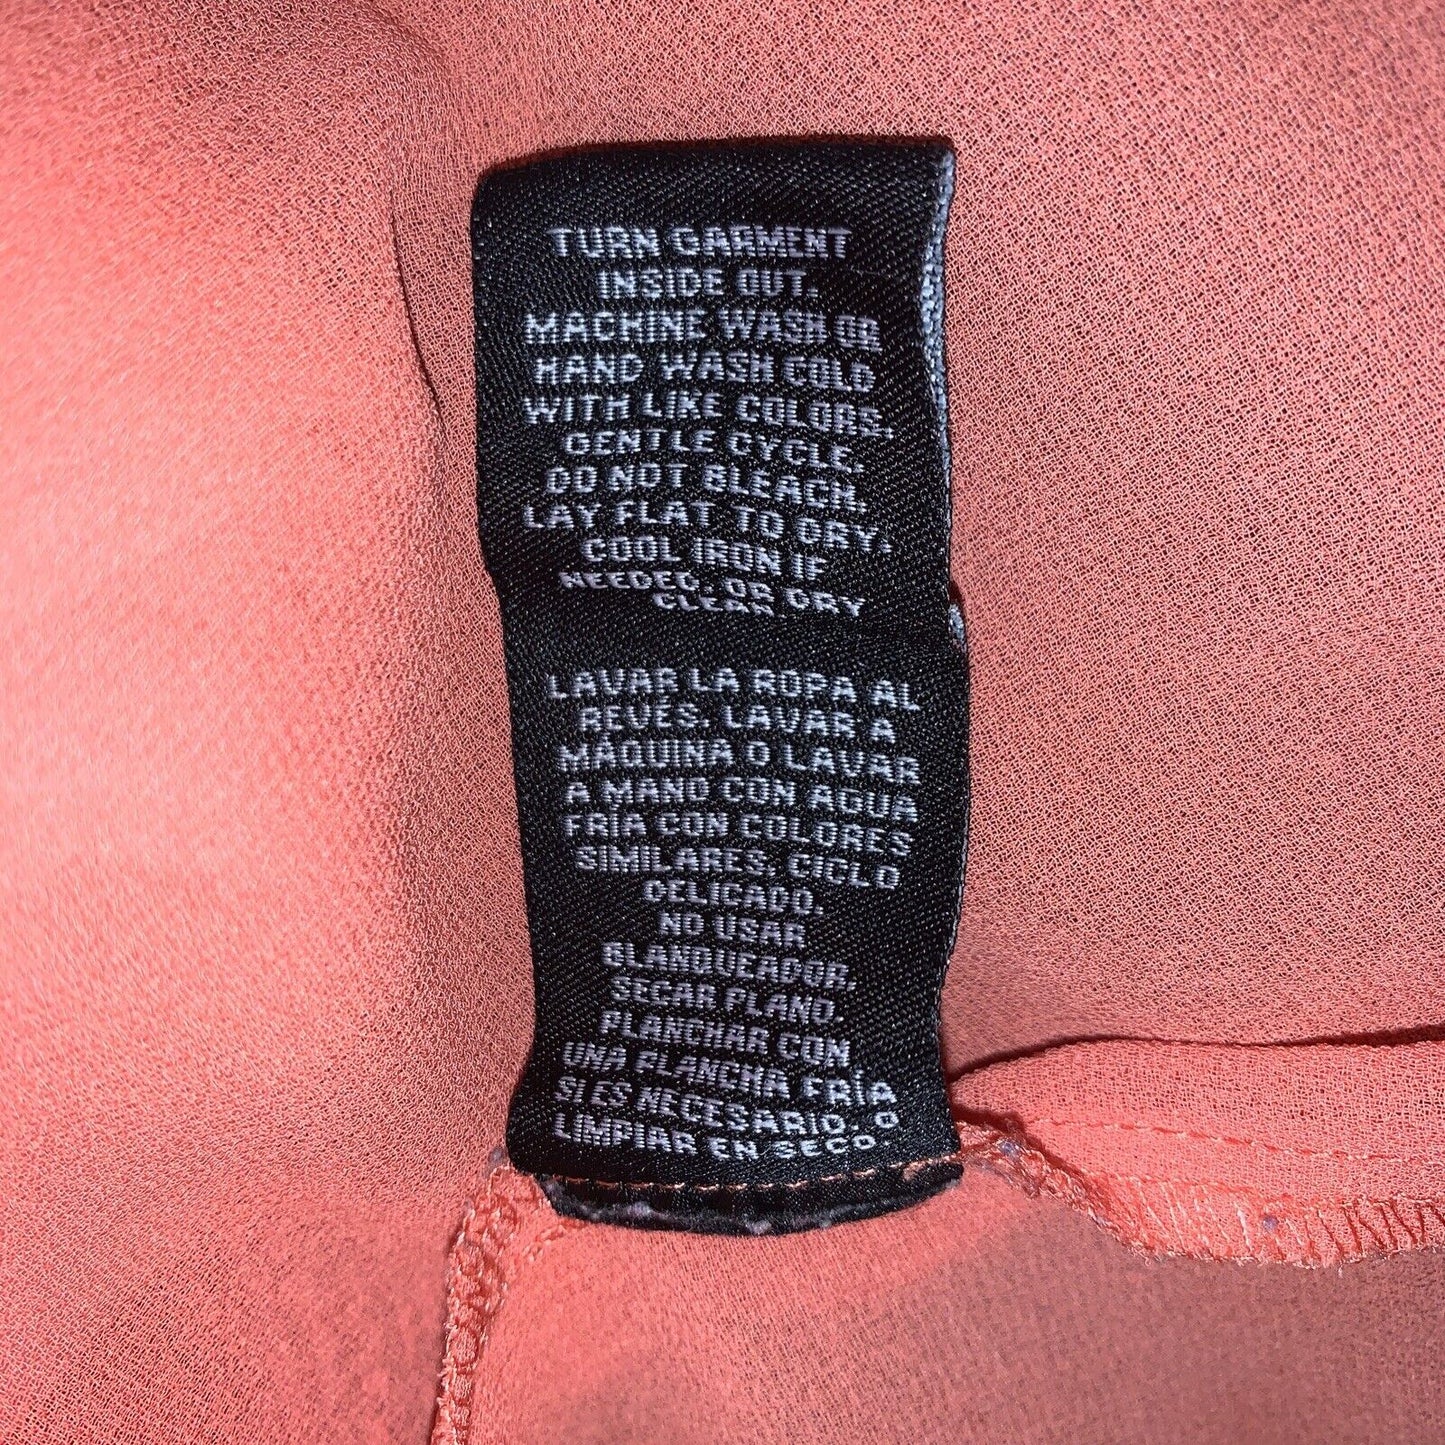 TURN GARMENT
INSIDE OUT.
MACHINE WASH OR
HAND WASH COLD
WITH LIKE COLORS.
GENTLE CYCLE.
DO NOT BLEACH.
LAY FLAT TO DRY.
COOL IRON IF
NEEDED. OR DRY
CLEAN
LAVAR LA ROPA AL
REVÉS. LAVAR A
MÁQUINA O LAVAR
A MANO CON AGUA
FRÍA CON COLORES
SIMILARES. CICLO
DELICADO.
NO USAR
BLANQUEADOR.
SECAR PLANO.
PLANCHAR CON
UNA PLANCHA FRÍA
SI ES NECESARIO. O
LIMPIAR EN SECO